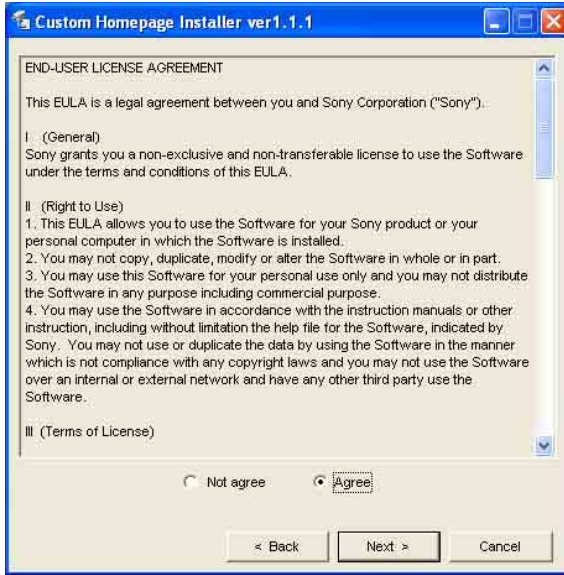 Custom Homepage Installer ver1.1.1
END-USER LICENSE AGREEMENT
This EULA is a legal agreement between you and Sony Corporation ("Sony").
I (General)
Sony grants you a non-exclusive and non-transferable license to use the Software
under the terms and conditions of this EULA.
II (Right to Use)
1. This EULA allows you to use the Software for your Sony product or your
personal computer in which the Software is installed.
2. You may not copy, duplicate, modify or alter the Software in whole or in part.
3. You may use this Software for your personal use only and you may not distribute
the Software in any purpose including commercial purpose.
4. You may use the Software in accordance with the instruction manuals or other
instruction, including without limitation the help file for the Software, indicated by
Sony. You may not use or duplicate the data by using the Software in the manner
which is not compliance with any copyright laws and you may not use the Software
over an internal or external network and have any other third party use the
Software.
III (Terms of License)
Not agree Agree
< Back Next > Cancel